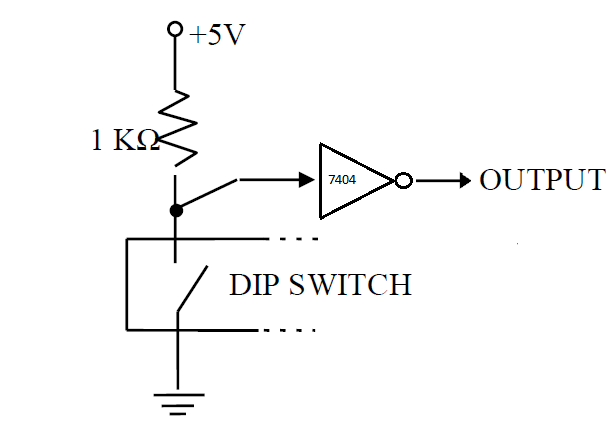 +5V
1 KΩ
7404
OUTPUT
DIP SWITCH